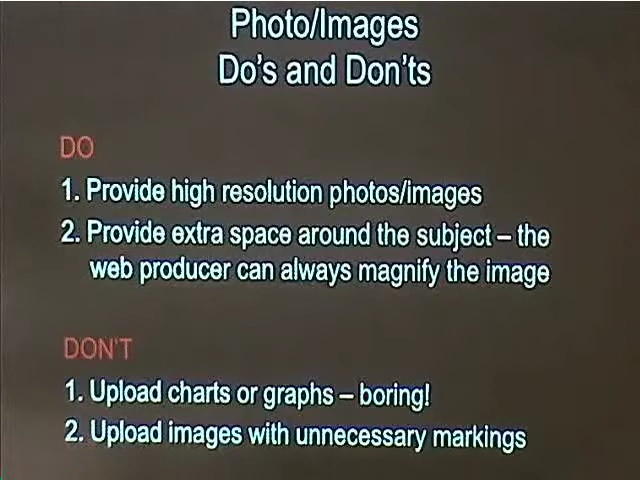 Photo/Images
Do's and Don'ts
DO
1. Provide high resolution photos/images
2. Provide extra space around the subject – the
web producer can always magnify the image
DON'T
1. Upload charts or graphs – boring!
2. Upload images with unnecessary markings